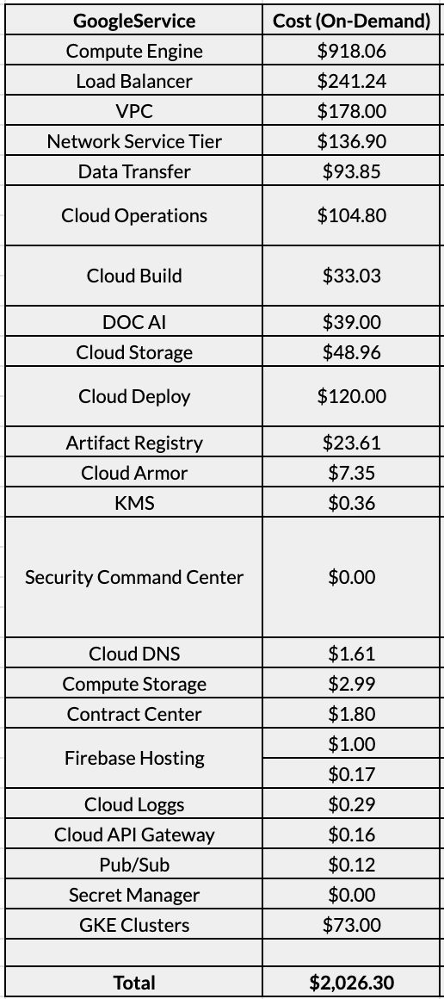 GoogleService Cost (On-Demand)
Compute Engine $918.06
Load Balancer $241.24
VPC $178.00
Network Service Tier $136.90
Data Transfer $93.85
Cloud Operations $104.80
Cloud Build $33.03
DOC AI $39.00
Cloud Storage $48.96
Cloud Deploy $120.00
Artifact Registry $23.61
Cloud Armor $7.35
KMS $0.36
Security Command Center $0.00
Cloud DNS $1.61
Compute Storage $2.99
Contract Center $1.80
Firebase Hosting $1.00
$0.17
Cloud Loggs $0.29
Cloud API Gateway $0.16
Pub/Sub $0.12
Secret Manager $0.00
GKE Clusters $73.00
Total $2,026.30